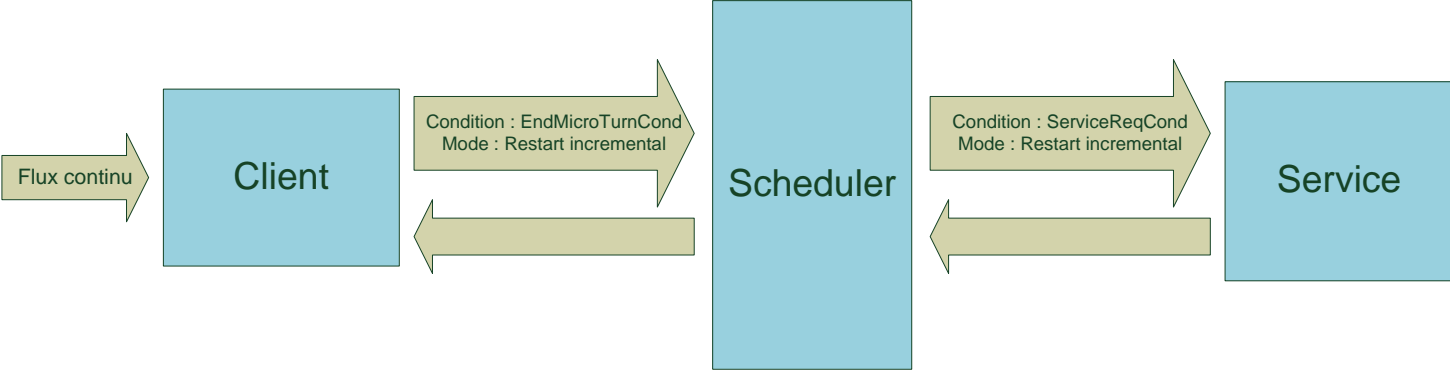 Flux continu
Client
Condition : EndMicroTurnCond
Mode : Restart incremental
Scheduler
Condition : ServiceReqCond
Mode : Restart incremental
Service